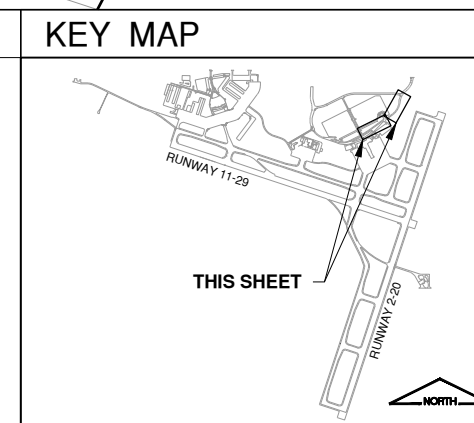 KEY MAP
RUNWAY 11-29
THIS SHEET
RUNWAY 2-20
NORTH